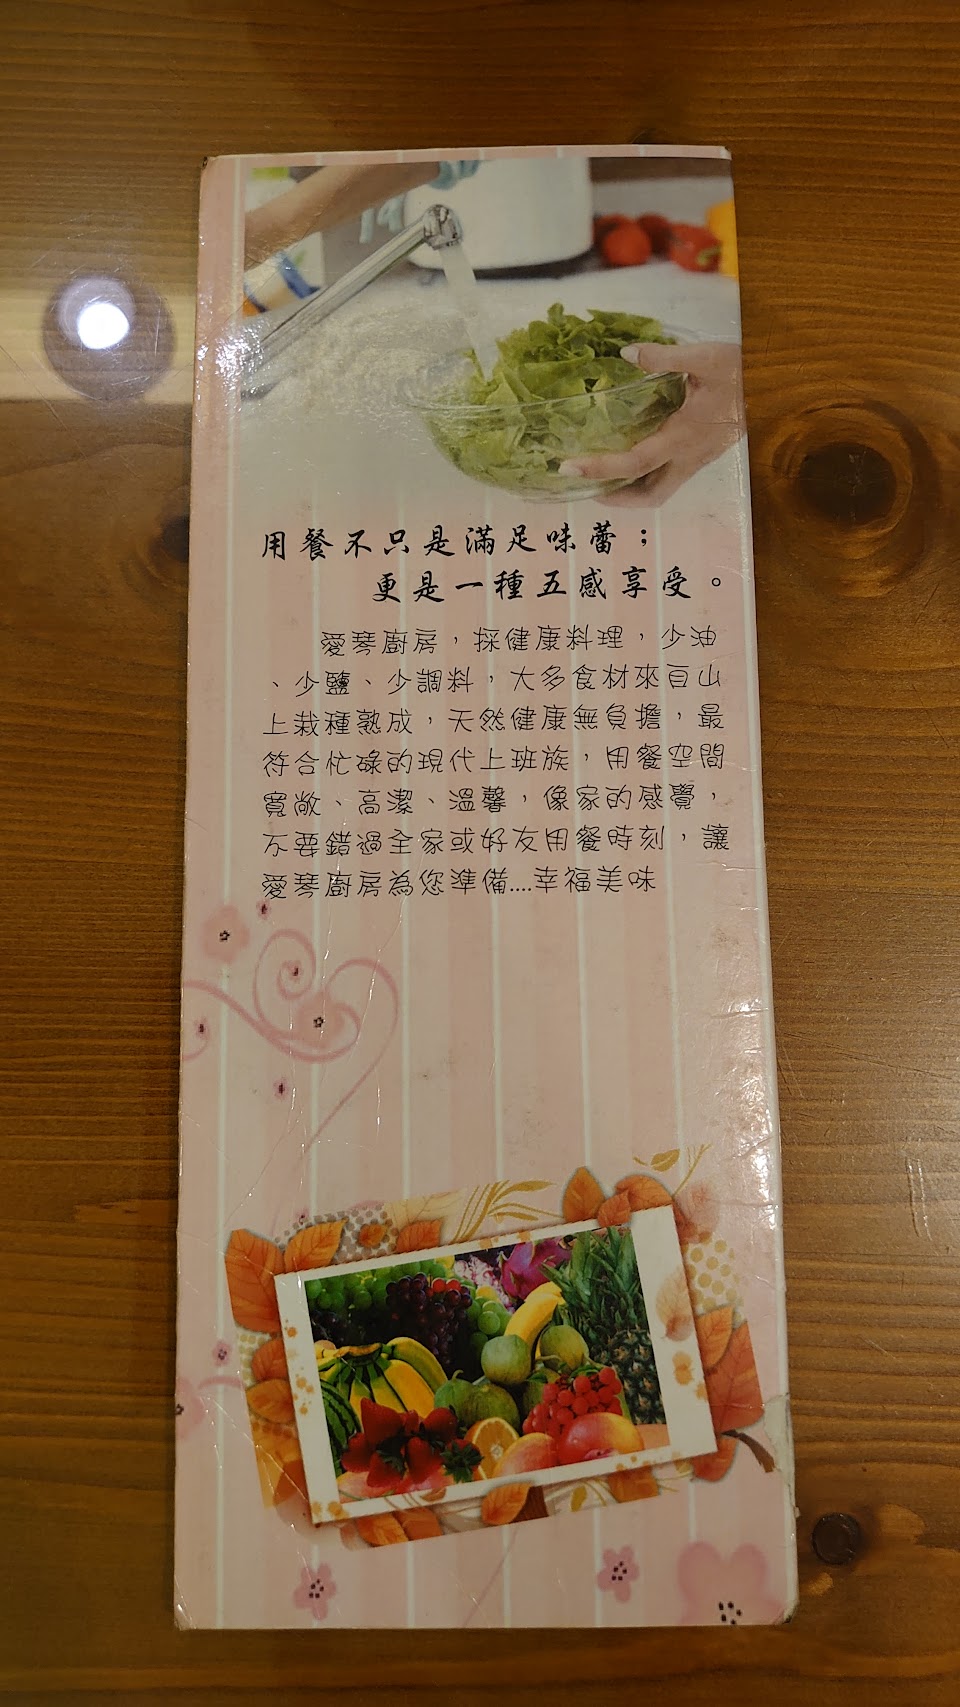 用餐不只是滿足味蕾；
更是一種五感享受。
愛琴廚房，採健康料理，少油
、少鹽、少調料，大多食材來自山
上栽種熟成，天然健康無負擔，最
符合忙碌的現代上班族，用餐空間
寬敞、高潔、溫馨，像家的感覺，
不要錯過全家或好友用餐時刻，讓
愛琴廚房為您準備....幸福美味